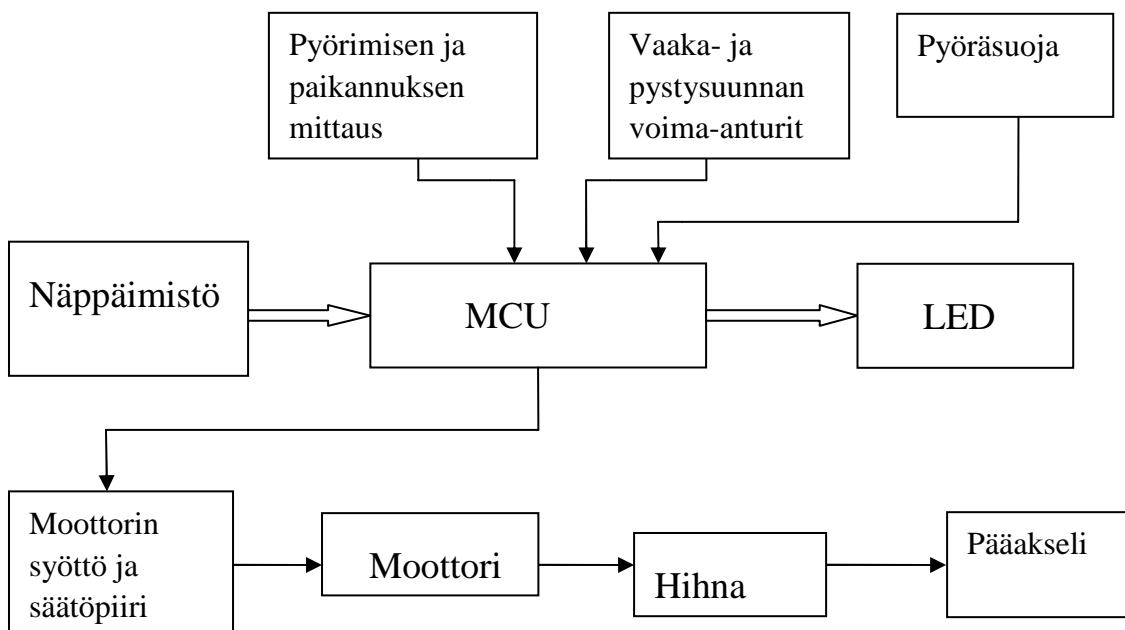 Pyörimisen ja
paikannuksen
mittaus
Vaaka- ja
pystysuunnan
voima-anturit
Pyöräsuoja
Näppäimistö
MCU
LED
Moottorin
syöttö ja
säätöpiiri
Moottori
Hihna
Pääakseli